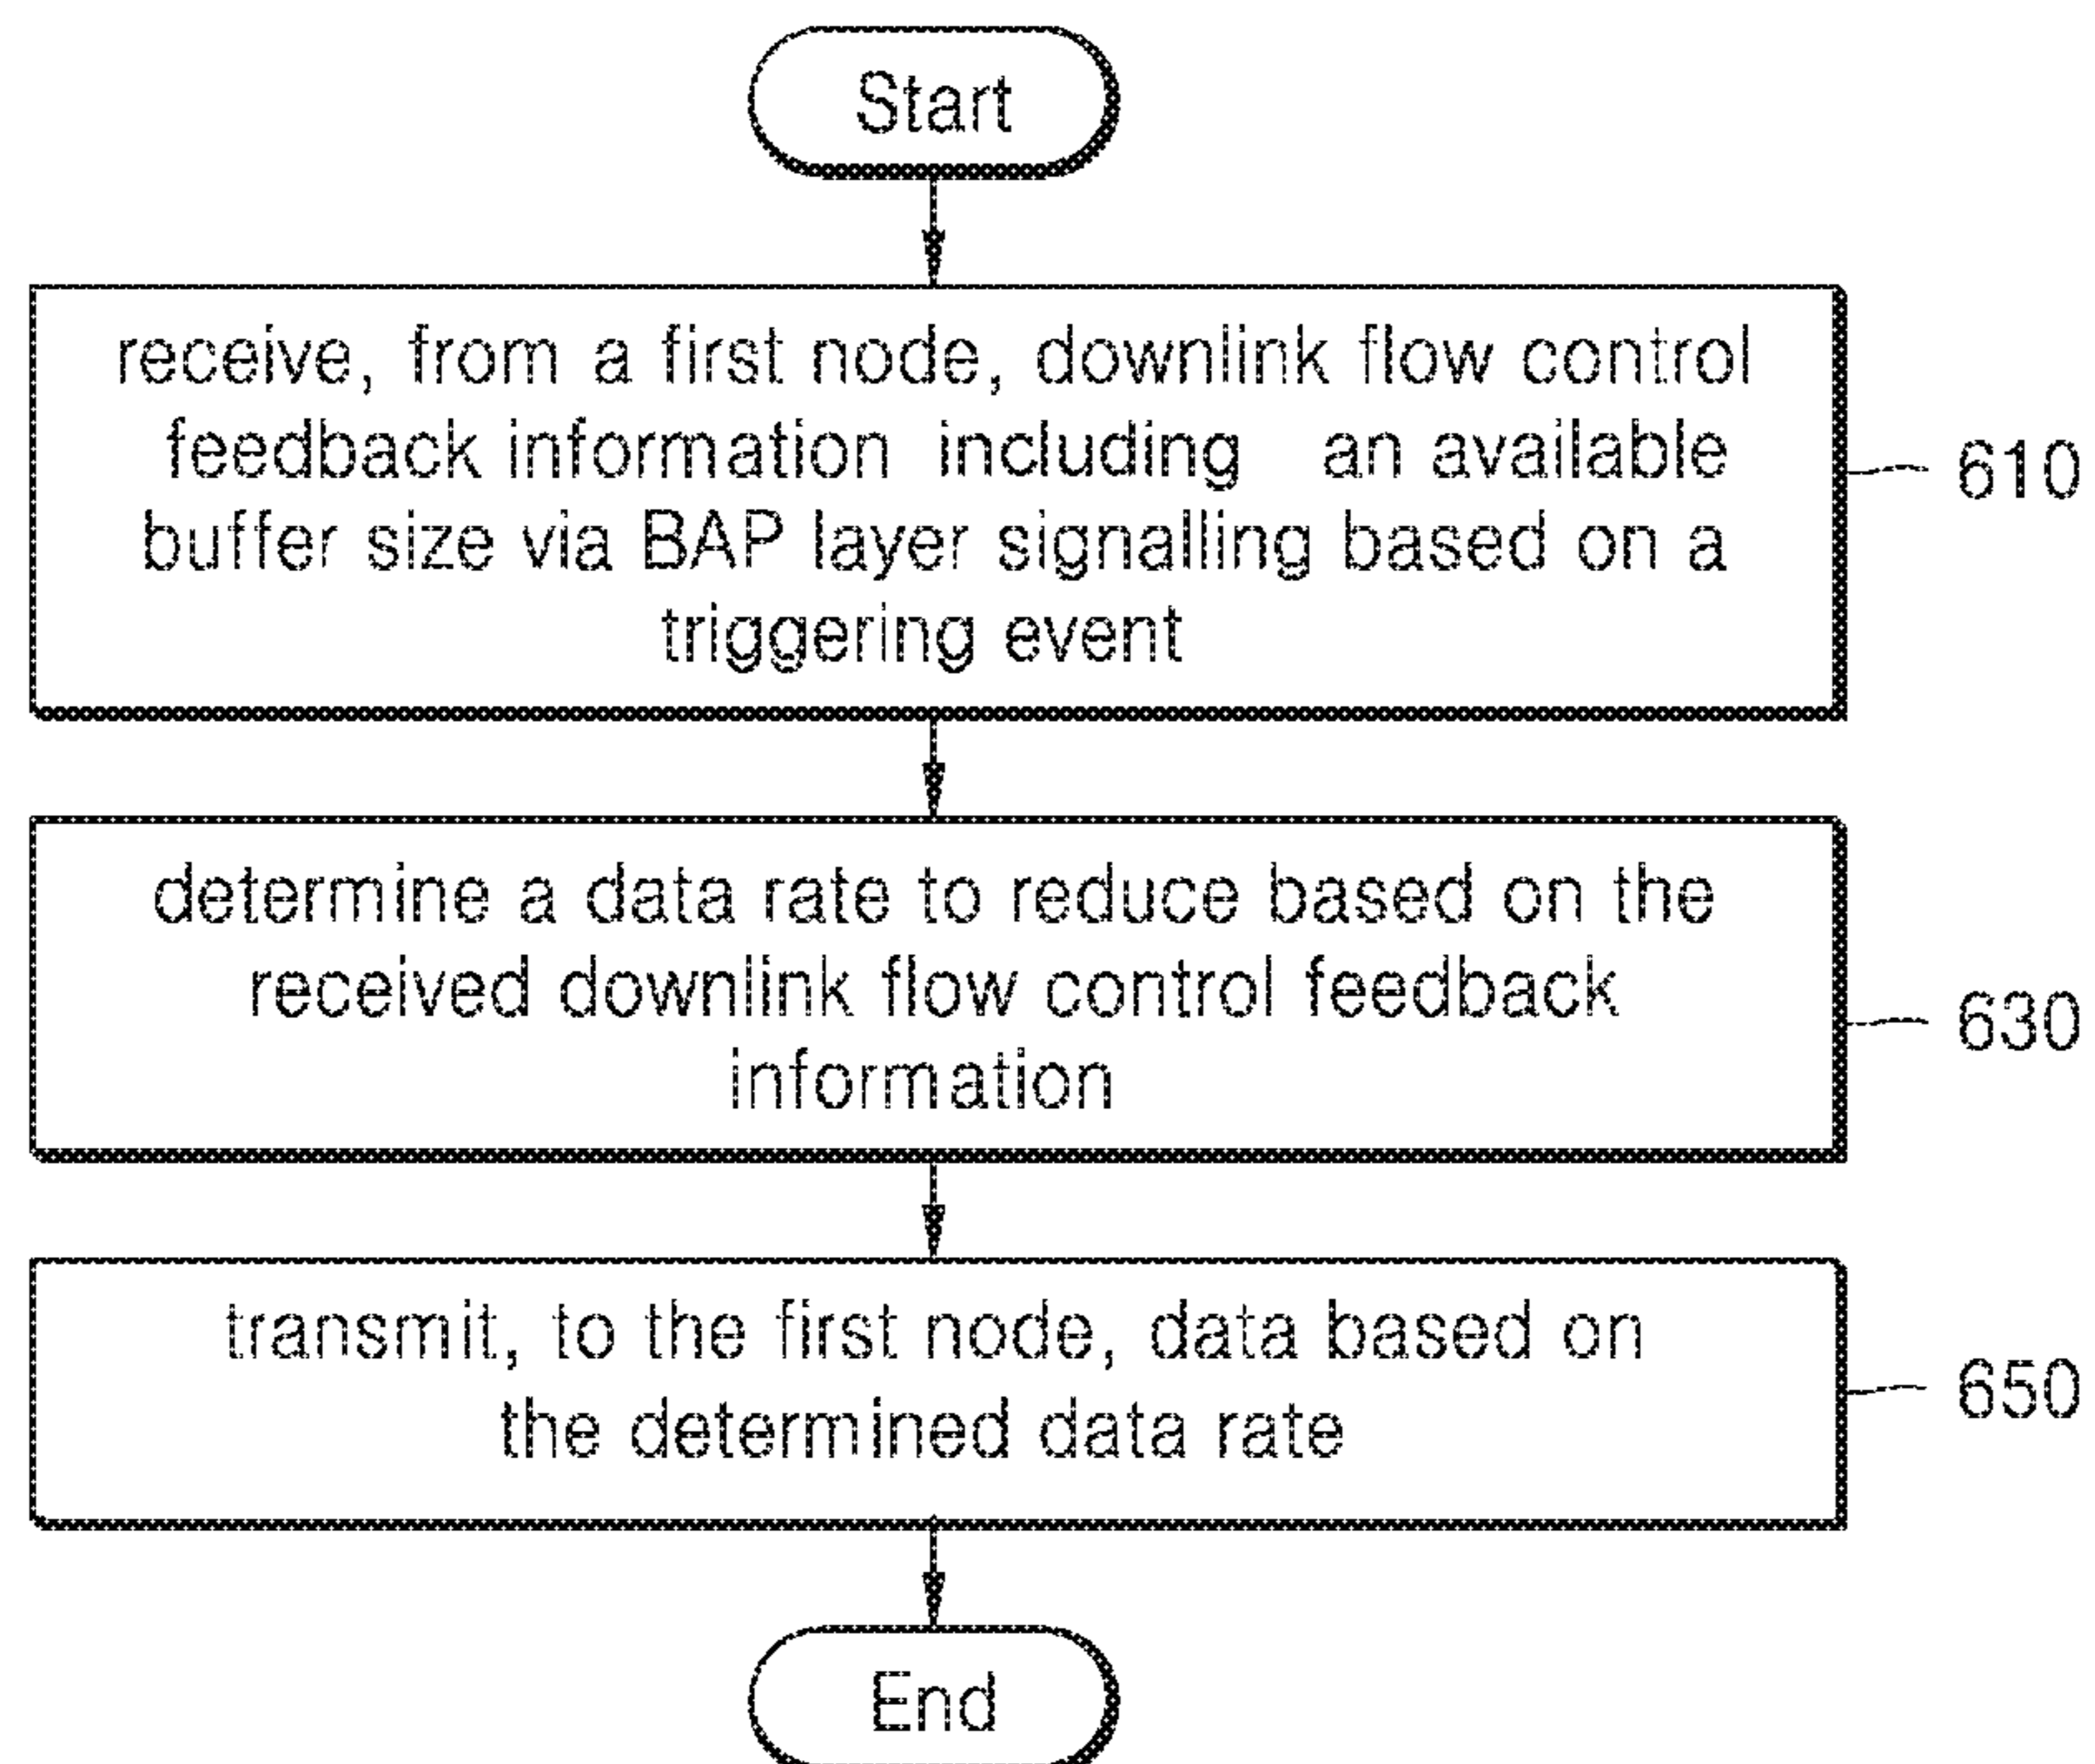 Start
receive, from a first node, downlink flow control
feedback information including an available
buffer size via BAP layer signalling based on a
triggering event
610
determine a data rate to reduce based on the
received downlink flow control feedback
information
630
transmit, to the first node, data based on
the determined data rate
650
End